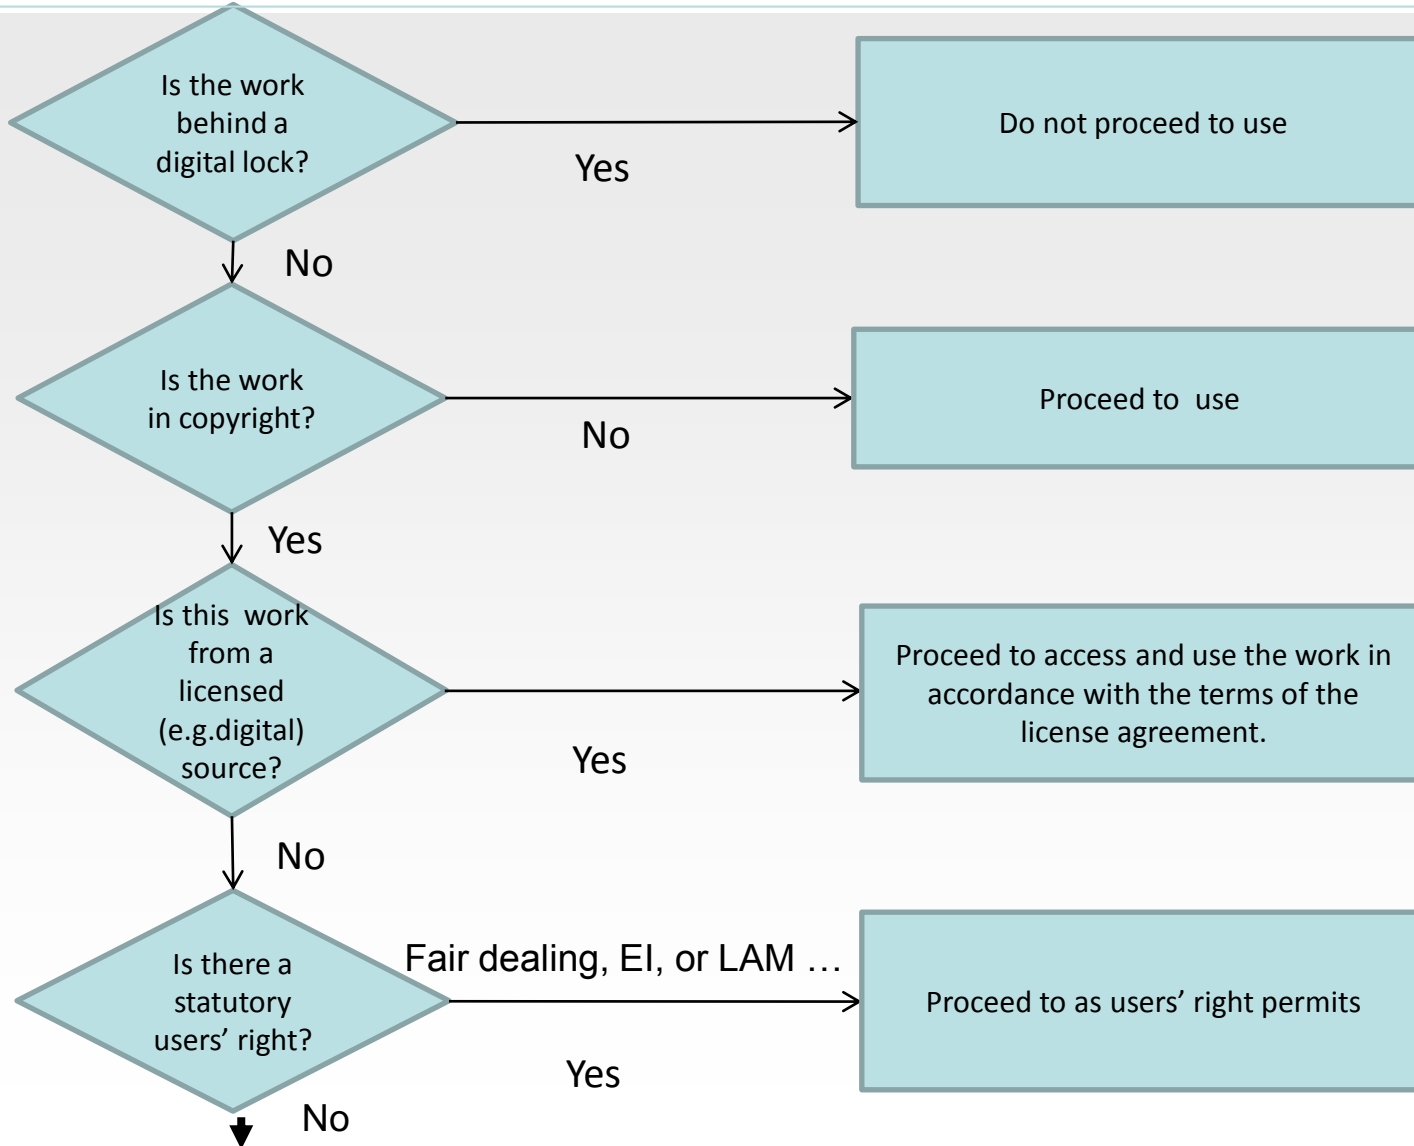 Is the work
behind a
digital lock?
Yes
Do not proceed to use
No
Is the work
in copyright?
No
Proceed to  use
Yes
Is this  work
from a
licensed
(e.g.digital)
source?
Yes
Proceed to access and use the work in
accordance with the terms of the
license agreement.
No
Is there a
statutory
users’ right?
Fair dealing, EI, or LAM …
Yes
Proceed to as users’ right permits
No